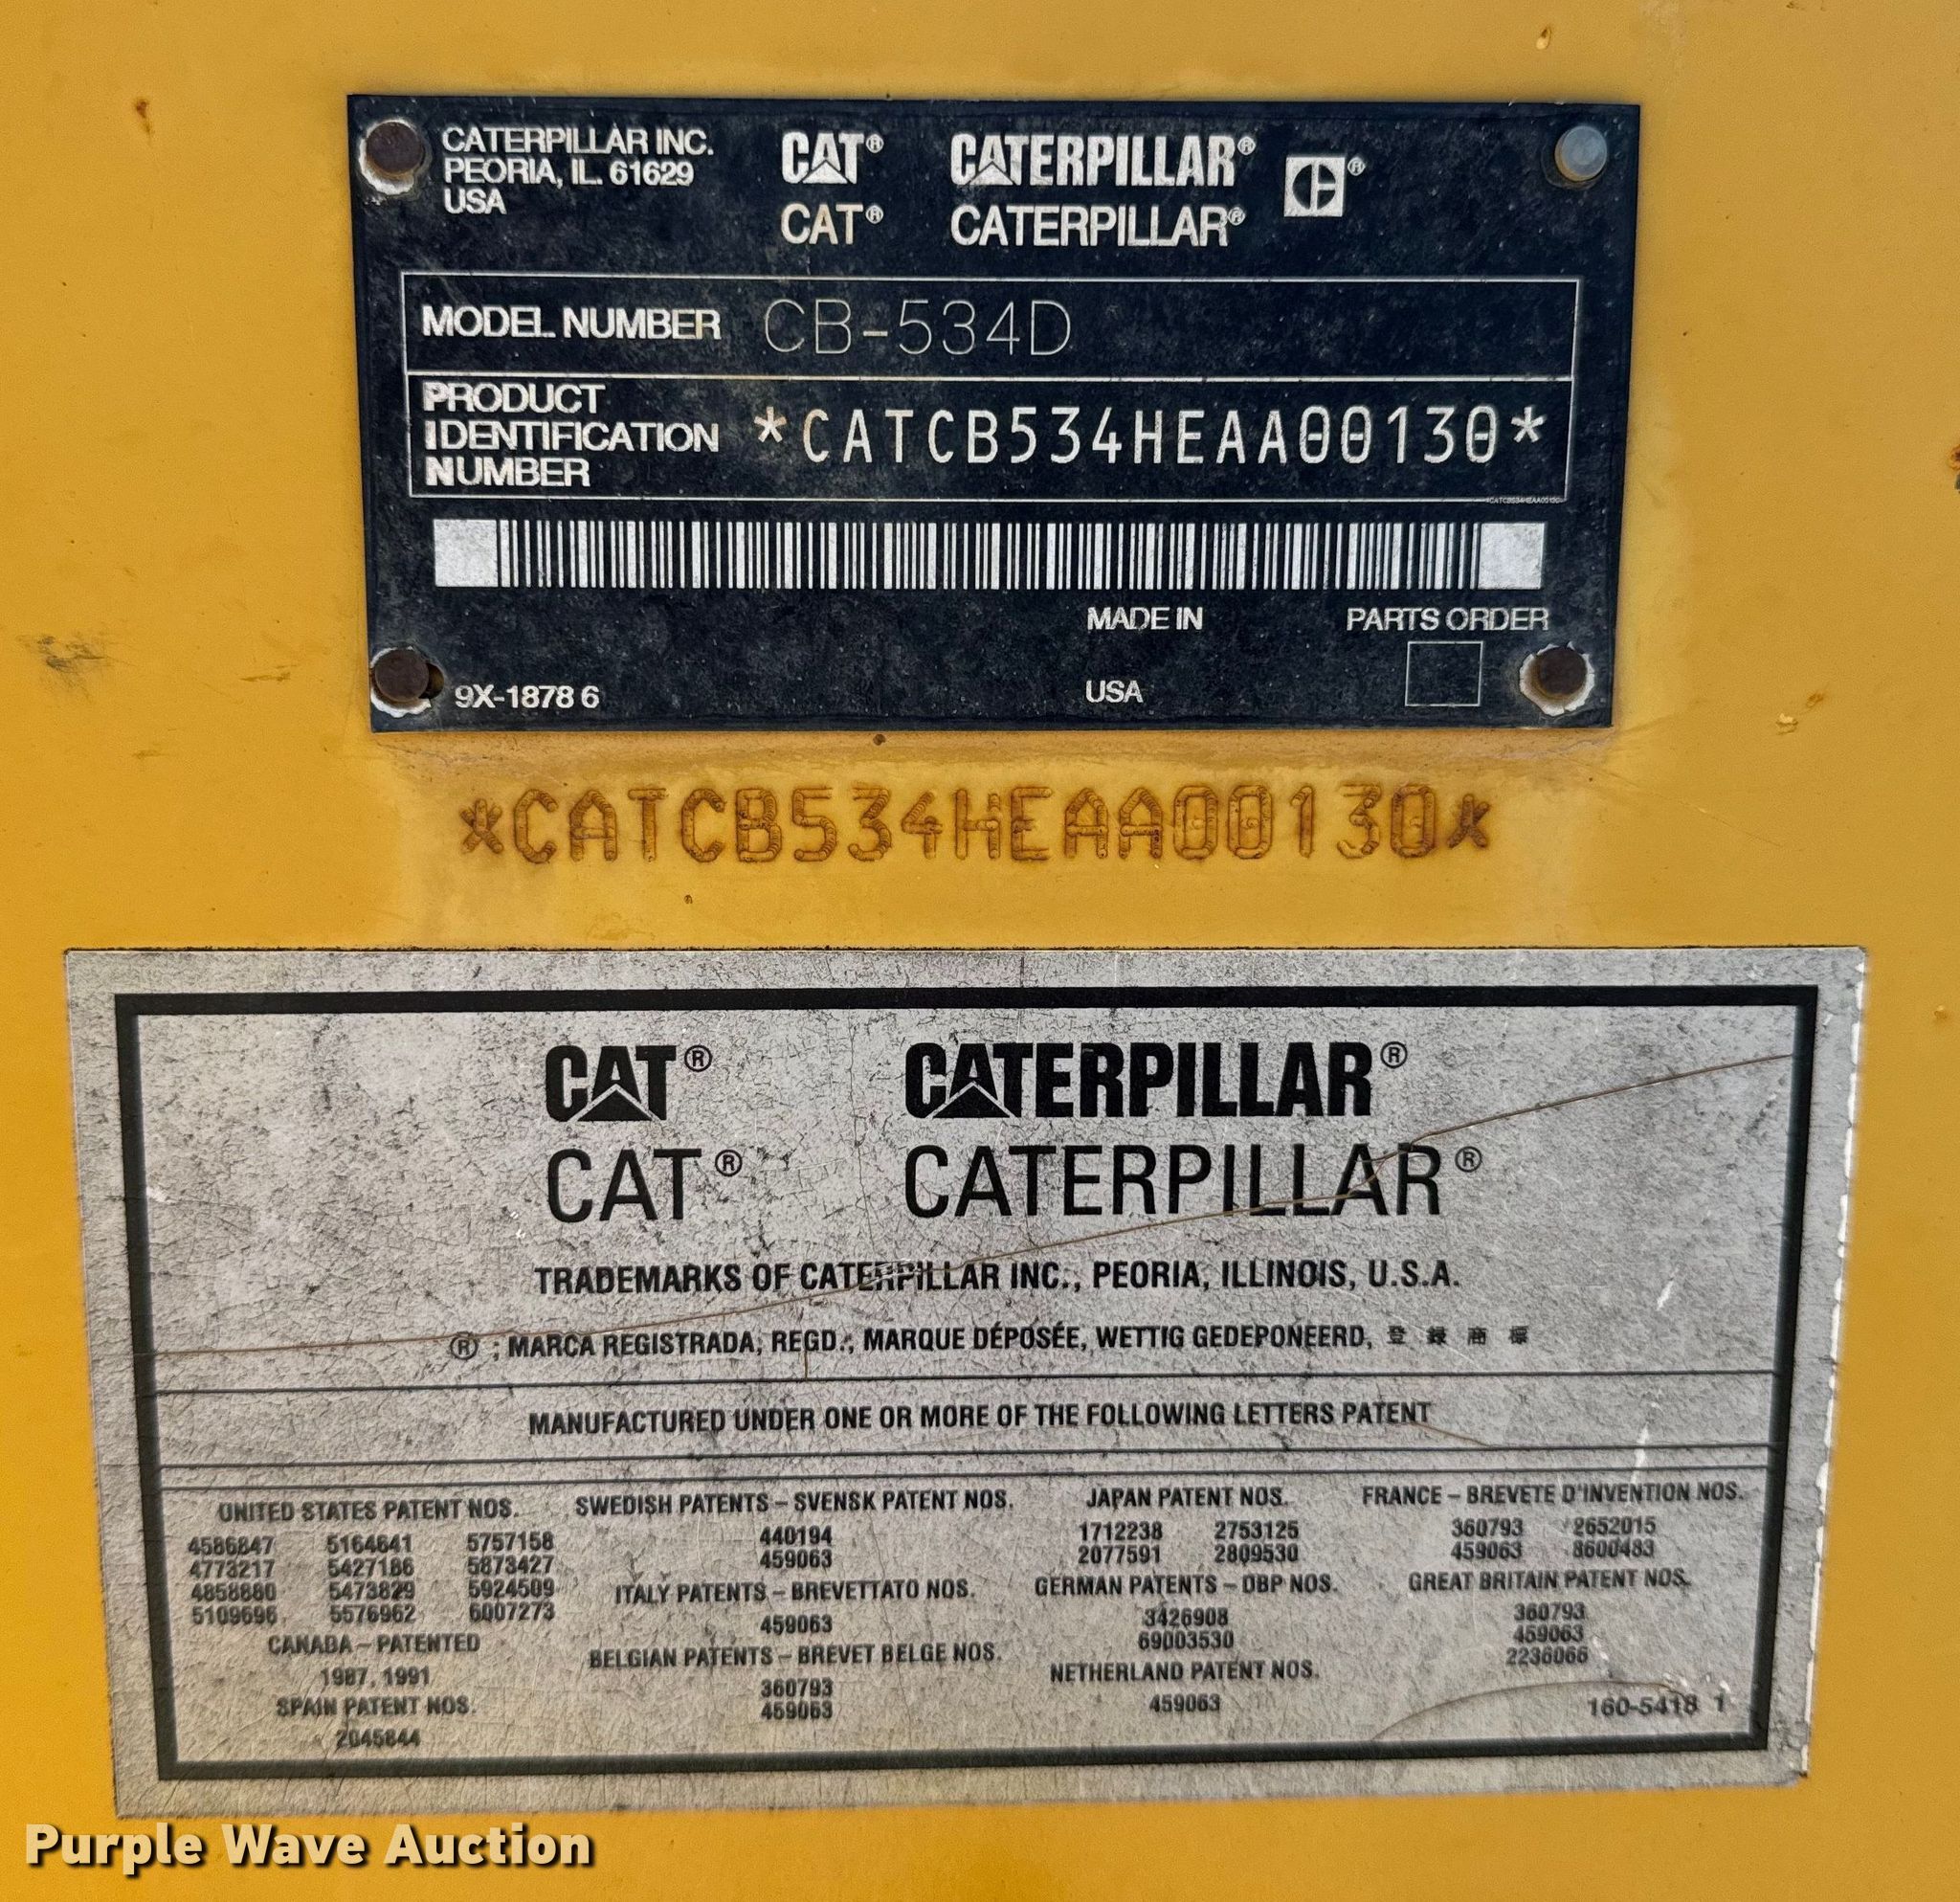 CATERPILLAR INC.
PEORIA, IL. 61629
USA
CAT® CATERPILLAR® ®
CAT® CATERPILLAR®
MODEL NUMBER CB-534D
PRODUCT
IDENTIFICATION
NUMBER
*CATCB534HEAA00130*
*CATCB534HEAA00130*
MADE IN
PARTS ORDER
9X-1878 6
USA
*CATCB534HEAA00130*
CAT® CATERPILLAR®
CAT® CATERPILLAR®
TRADEMARKS OF CATERPILLAR INC., PEORIA, ILLINOIS, U.S.A.
® ; MARCA REGISTRADA, REGD., MARQUE DÉPOSÉE, WETTIG GEDEPONEERD, 登 録 商 標
MANUFACTURED UNDER ONE OR MORE OF THE FOLLOWING LETTERS PATENT
UNITED STATES PATENT NOS.
4586847 5164641 5757158
4773217 5427186 5873427
4858680 5473829 5924509
5109696 5576962 6007273
CANADA – PATENTED
1987, 1991
SPAIN PATENT NOS.
2045844
SWEDISH PATENTS – SVENSK PATENT NOS.
440194
459063
ITALY PATENTS – BREVETTATO NOS.
459063
BELGIAN PATENTS – BREVET BELGE NOS.
360793
459063
JAPAN PATENT NOS.
1712238 2753125
2077591 2809530
GERMAN PATENTS – DBP NOS.
3426908
69003530
NETHERLAND PATENT NOS.
459063
FRANCE – BREVETE D'INVENTION NOS.
360793 2652015
459063 8600483
GREAT BRITAIN PATENT NOS.
360793
459063
2236066
160-5418 1
Purple Wave Auction